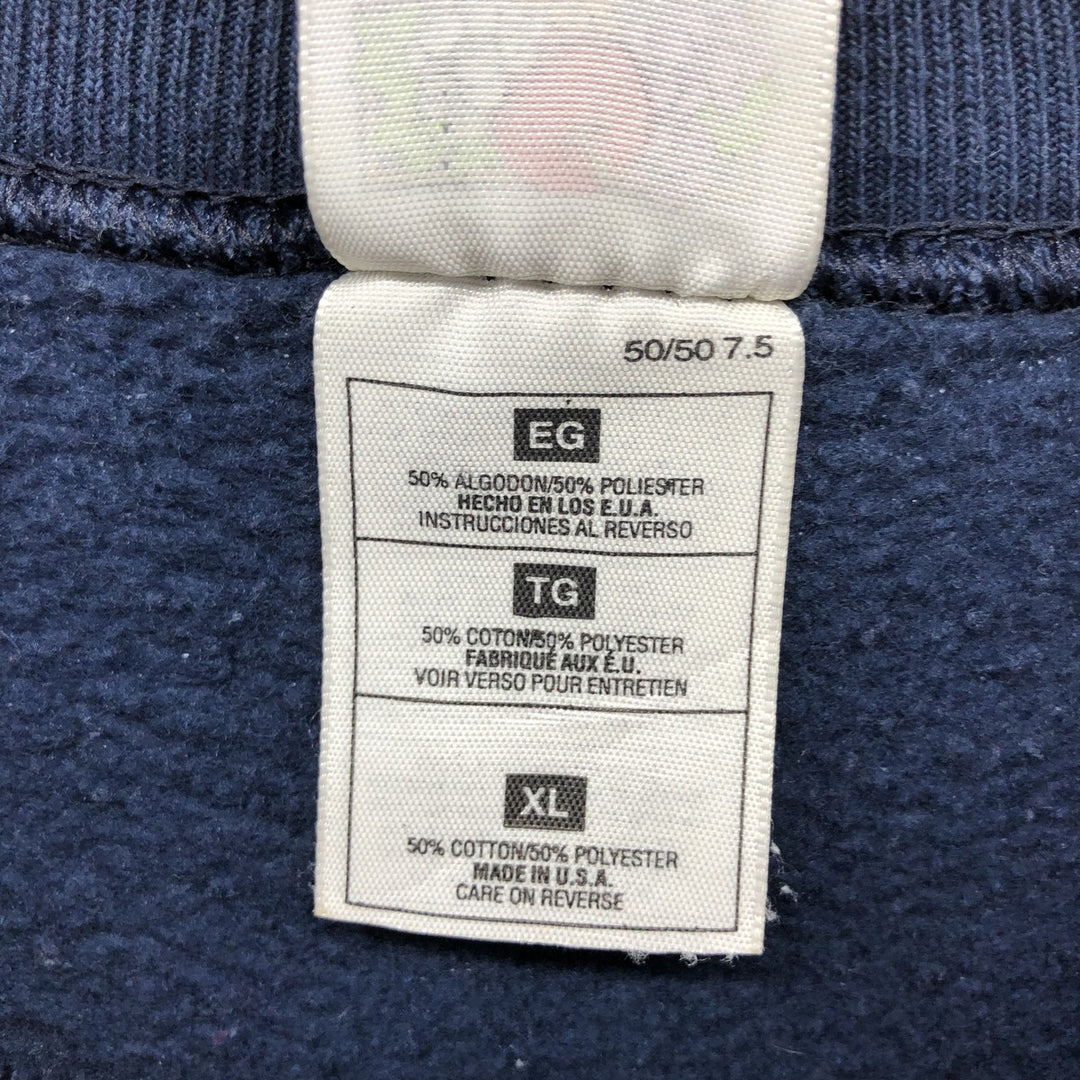 50/50 7.5
EG
50% ALGODON/50% POLIESTER
HECHO EN LOS E.U.A.
INSTRUCCIONES AL REVERSO
TG
50% COTON/50% POLYESTER
FABRIQUÉ AUX É.U.
VOIR VERSO POUR ENTRETIEN
XL
50% COTTON/50% POLYESTER
MADE IN U.S.A.
CARE ON REVERSE